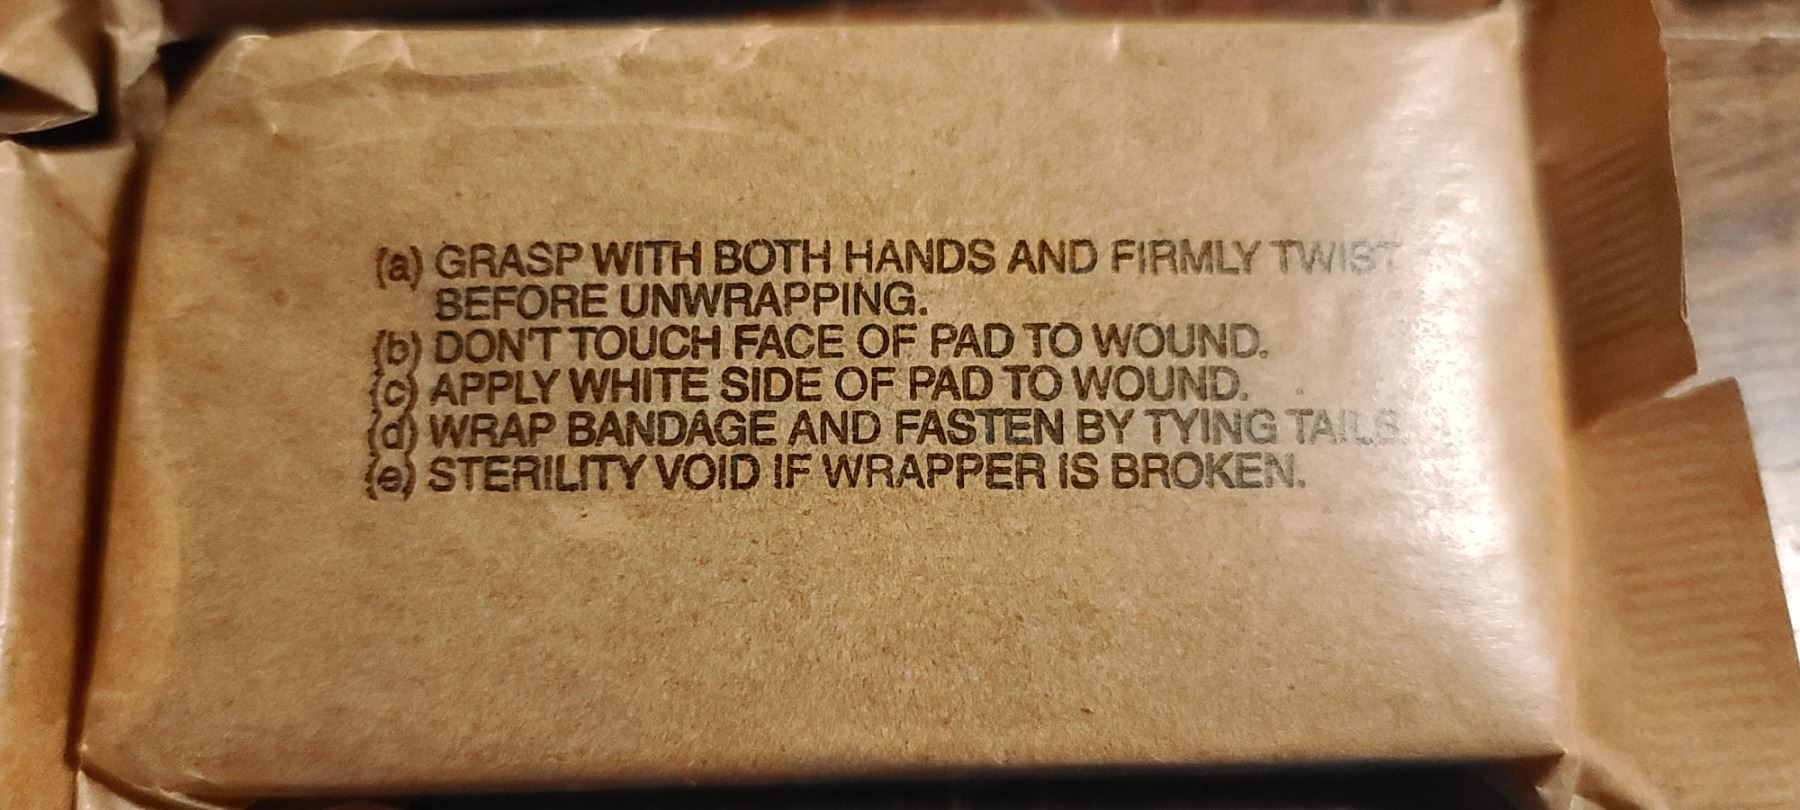 (a) GRASP WITH BOTH HANDS AND FIRMLY TWIST
BEFORE UNWRAPPING.
(b) DON'T TOUCH FACE OF PAD TO WOUND.
(c) APPLY WHITE SIDE OF PAD TO WOUND.
(d) WRAP BANDAGE AND FASTEN BY TYING TAILS.
(e) STERILITY VOID IF WRAPPER IS BROKEN.